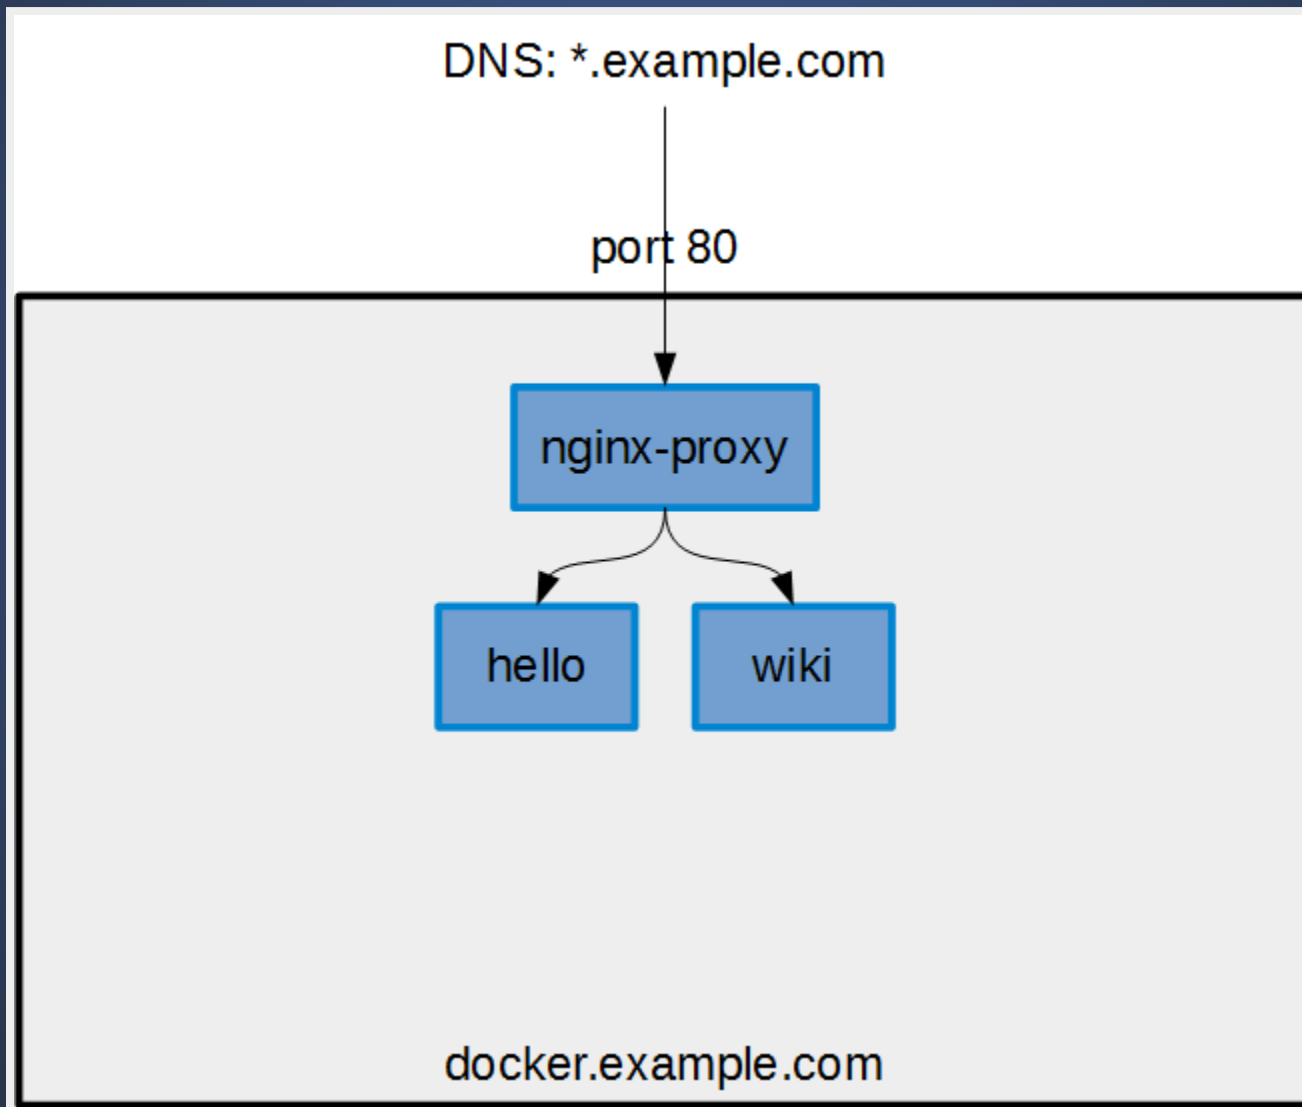 DNS: *.example.com
port 80
nginx-proxy
hello
wiki
docker.example.com